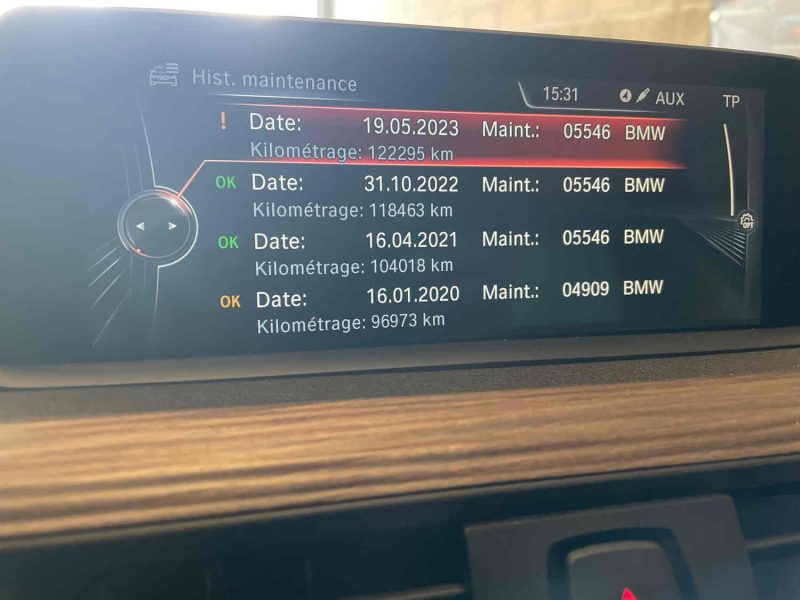 Hist. maintenance
15:31 AUX TP
! Date: 19.05.2023 Maint.: 05546 BMW
Kilométrage: 122295 km
OK Date: 31.10.2022 Maint.: 05546 BMW
Kilométrage: 118463 km
OK Date: 16.04.2021 Maint.: 05546 BMW
Kilométrage: 104018 km
OK Date: 16.01.2020 Maint.: 04909 BMW
Kilométrage: 96973 km
OPT